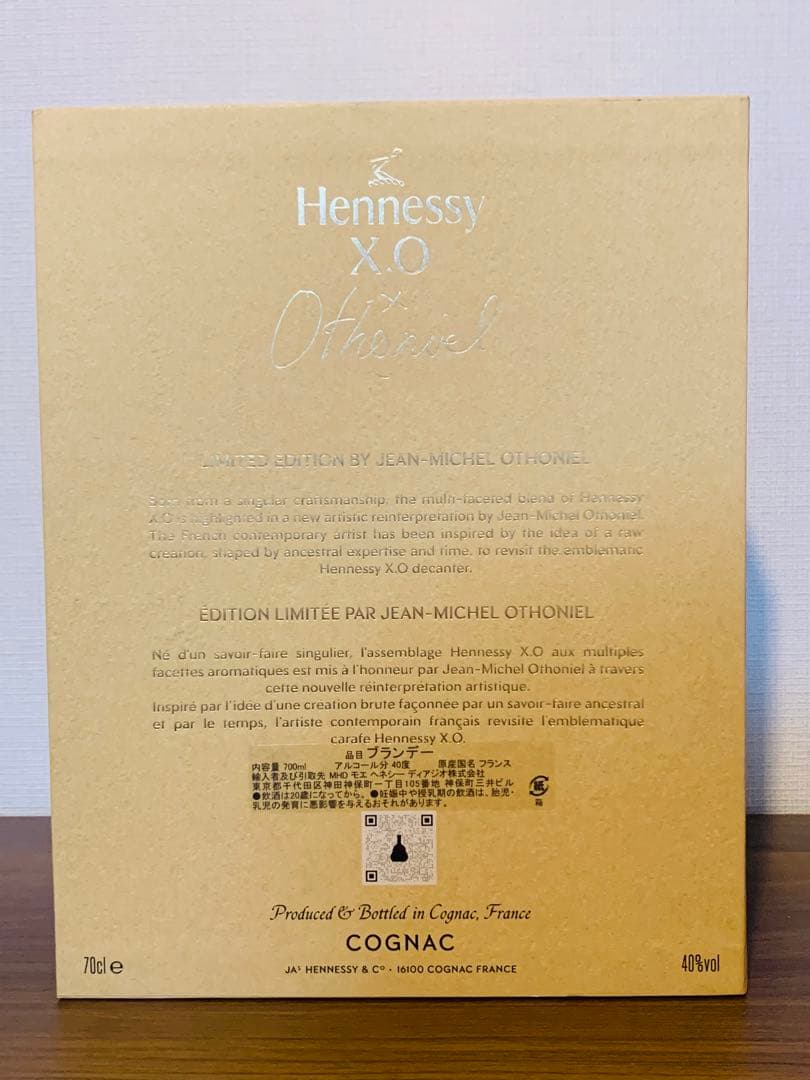 Hennessy
X.O
x
Othoniel
LIMITED EDITION BY JEAN-MICHEL OTHONIEL
Born from a singular craftsmanship, the multi-faceted blend of Hennessy
X.O is highlighted in a new artistic reinterpretation by Jean-Michel Othoniel.
The French contemporary artist has been inspired by the idea of a raw
creation, shaped by ancestral expertise and time, to revisit the emblematic
Hennessy X.O decanter.
ÉDITION LIMITÉE PAR JEAN-MICHEL OTHONIEL
Né d'un savoir-faire singulier, l'assemblage Hennessy X.O aux multiples
facettes aromatiques est mis à l'honneur par Jean-Michel Othoniel à travers
cette nouvelle réinterprétation artistique.
Inspiré par l'idée d'une création brute façonnée par un savoir-faire ancestral
et par le temps, l'artiste contemporain français revisite l'emblématique
carafe Hennessy X.O.
品目 ブランデー
内容量 700ml アルコール分 40度 原産国名 フランス
輸入者及び引取先 MHD モエ ヘネシー ディアジオ株式会社
東京都千代田区神田神保町一丁目105番地 神保町三井ビル
●飲酒は20歳になってから。●妊娠中や授乳期の飲酒は、胎児・
乳児の発育に悪影響を与えるおそれがあります。
紙
箱
Produced & Bottled in Cognac, France
COGNAC
70cl e
JAS HENNESSY & CO · 16100 COGNAC FRANCE
40%vol